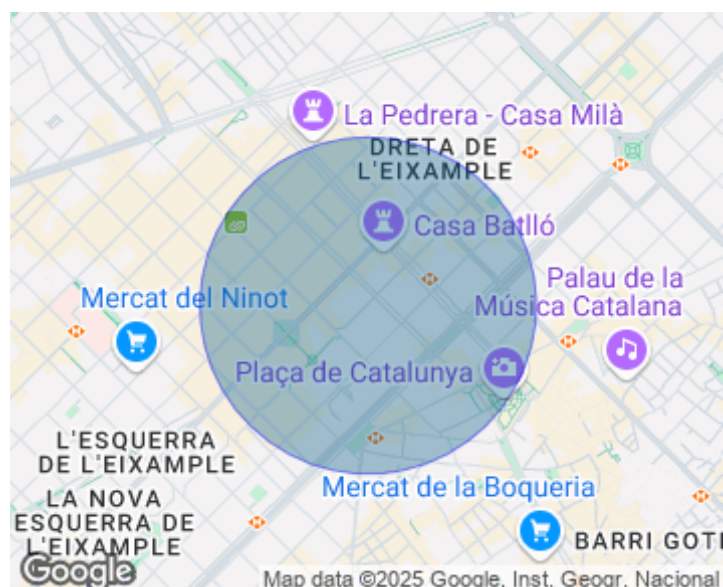 La Pedrera - Casa Milà
DRETA DE
L'EIXAMPLE
Casa Batlló
Palau de la
Música Catalana
Mercat del Ninot
Plaça de Catalunya
L'ESQUERRA
DE L'EIXAMPLE
LA NOVA
ESQUERRA DE
L'EIXAMPLE
Mercat de la Boqueria
BARRI GOTI
Google
Map data ©2025 Google, Inst. Geogr. Nacional